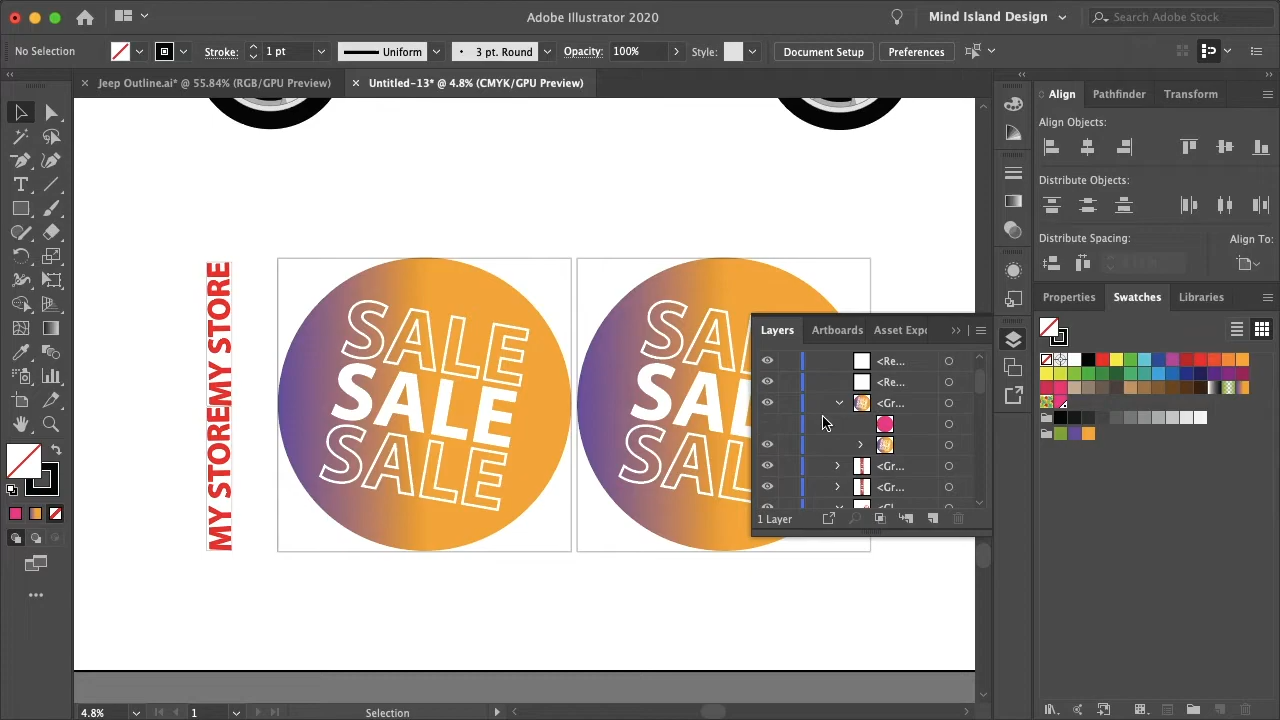 Adobe Illustrator 2020
Mind Island Design
Search Adobe Stock
No Selection
Stroke:
1 pt
Uniform
3 pt. Round
Opacity:
100%
Style:
Document Setup
Preferences
Jeep Outline.ai* @ 55.84% (RGB/GPU Preview)
Untitled-13* @ 4.8% (CMYK/GPU Preview)
Align
Pathfinder
Transform
Align Objects:
Distribute Objects:
Distribute Spacing:
Align To:
Properties
Swatches
Libraries
MY STOREMY STORE
SALE
SALE
SALE
SAL
SAL
SAL
Layers
Artboards
Asset Expo
<Re...
<Re...
<Gr...
<Gr...
<Gr...
1 Layer
4.8%
1
Selection